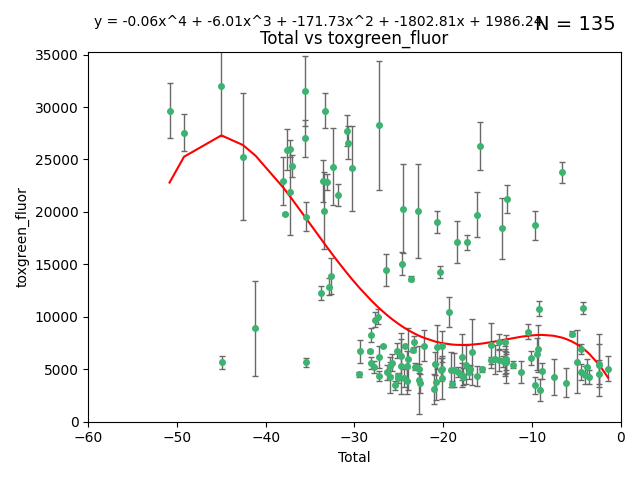 y = -0.06x^4 + -6.01x^3 + -171.73x^2 + -1802.81x + 1986.24
N = 135
Total vs toxgreen_fluor
35000
30000
25000
20000
15000
10000
5000
0
toxgreen_fluor
−60 −50 −40 −30 −20 −10 0
Total